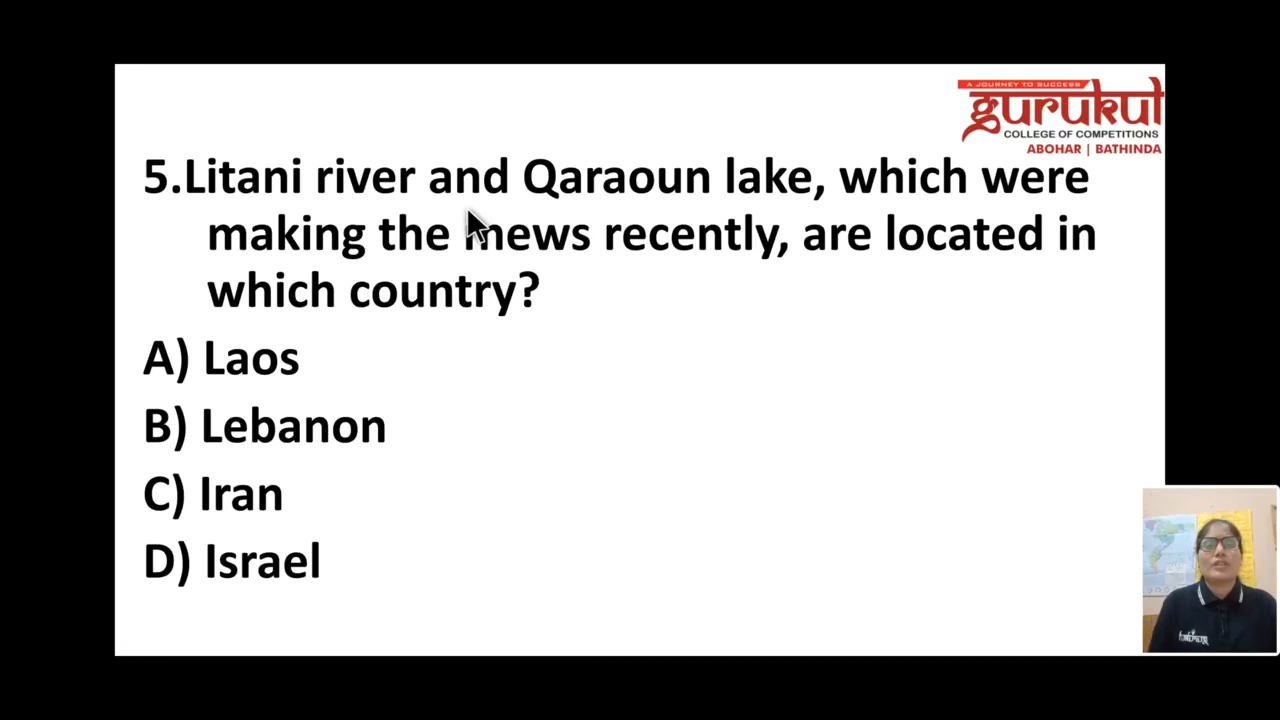 A JOURNEY TO SUCCESS
gurukul
COLLEGE OF COMPETITIONS
ABOHAR | BATHINDA
5.Litani river and Qaraoun lake, which were
making the news recently, are located in
which country?
A) Laos
B) Lebanon
C) Iran
D) Israel